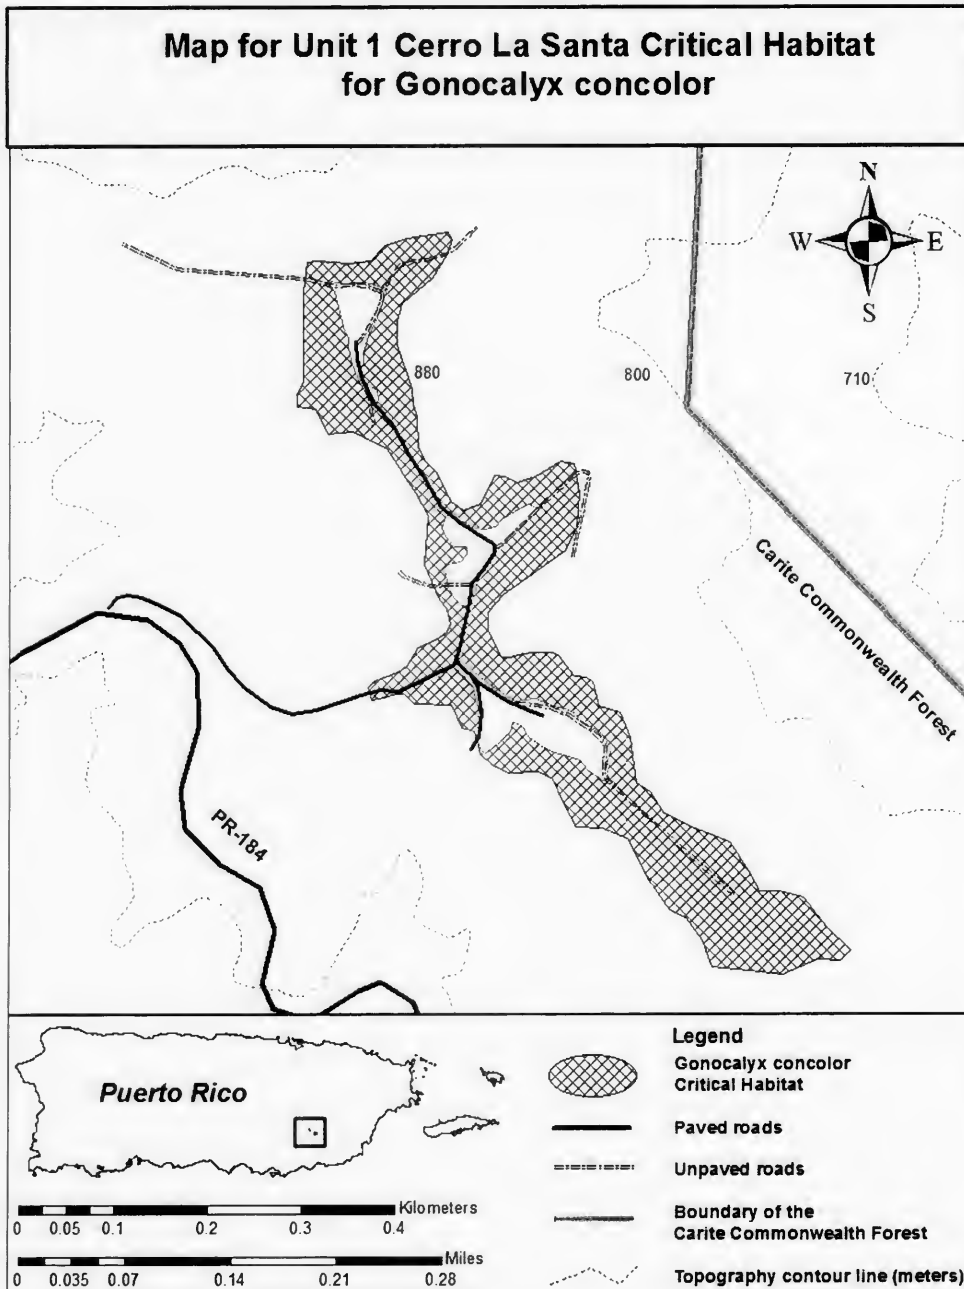 Map for Unit 1 Cerro La Santa Critical Habitat
for Gonocalyx concolor
N
W
E
S
880
800
710
Carite Commonwealth Forest
PR-184
Puerto Rico
Legend
Gonocalyx concolor
Critical Habitat
Paved roads
Unpaved roads
Boundary of the
Carite Commonwealth Forest
Topography contour line (meters)
Kilometers
0 0.05 0.1 0.2 0.3 0.4
Miles
0 0.035 0.07 0.14 0.21 0.28